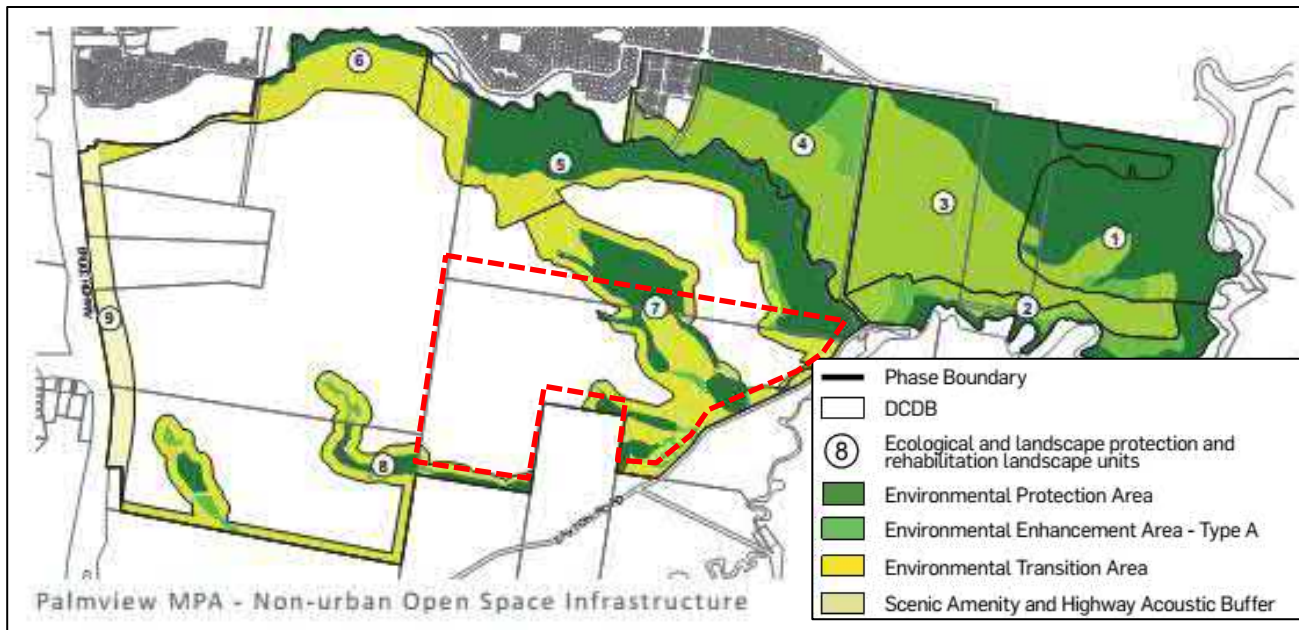 6
5
4
3
1
2
7
9
8
Phase Boundary
DCDB
8
Ecological and landscape protection and
rehabilitation landscape units
Environmental Protection Area
Environmental Enhancement Area - Type A
Environmental Transition Area
Scenic Amenity and Highway Acoustic Buffer
Palmview MPA - Non-urban Open Space Infrastructure